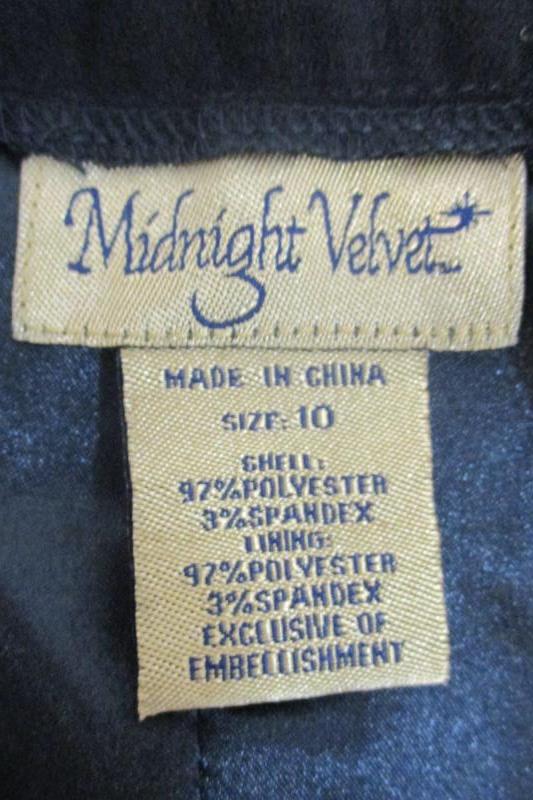 Midnight Velvet
MADE IN CHINA
SIZE: 10
SHELL:
97%POLYESTER
3%SPANDEX
LINING:
97%POLYESTER
3%SPANDEX
EXCLUSIVE OF
EMBELLISHMENT